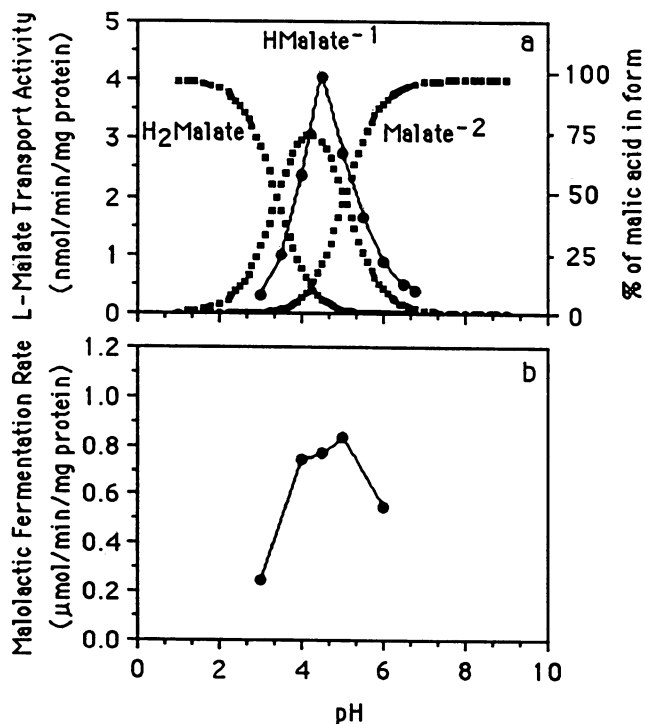 L-Malate Transport Activity
(nmol/min/mg protein)
5
4
3
2
1
0
HMalate-1
a
H2Malate
Malate-2
100
75
50
25
0
% of malic acid in form
Malolactic Fermentation Rate
(μmol/min/mg protein)
1.2
1.0
0.8
0.6
0.4
0.2
0.0
b
0 2 4 6 8 10
pH